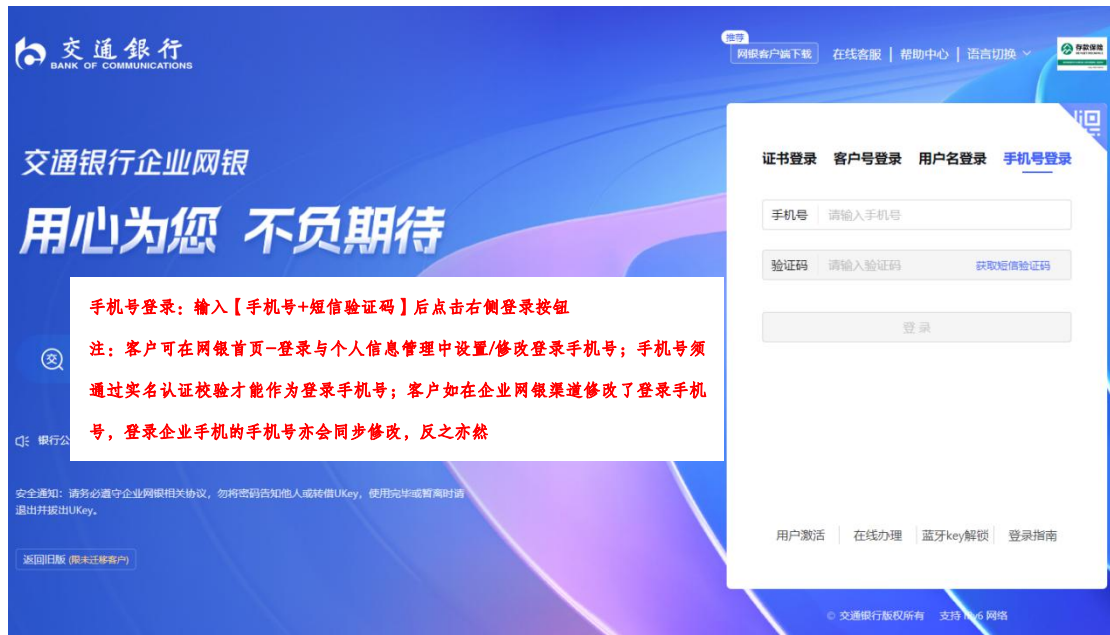 交通銀行
BANK OF COMMUNICATIONS
推荐
网银客户端下载 在线客服 | 帮助中心 | 语言切换
存款保险
交通银行企业网银
用心为您 不负期待
证书登录 客户号登录 用户名登录 手机号登录
手机号 请输入手机号
验证码 请输入验证码 获取短信验证码
登录
手机号登录：输入【手机号+短信验证码】后点击右侧登录按钮
注：客户可在网银首页-登录与个人信息管理中设置/修改登录手机号；手机号须
通过实名认证校验才能作为登录手机号；客户如在企业网银渠道修改了登录手机
号，登录企业手机的手机号亦会同步修改，反之亦然
交
银行公
安全通知：请务必遵守企业网银相关协议，勿将密码告知他人或转借UKey，使用完毕或暂离时请
退出并拔出UKey。
返回旧版 (限未迁移客户)
用户激活 在线办理 蓝牙key解锁 登录指南
© 交通银行版权所有 支持 IPv6 网络